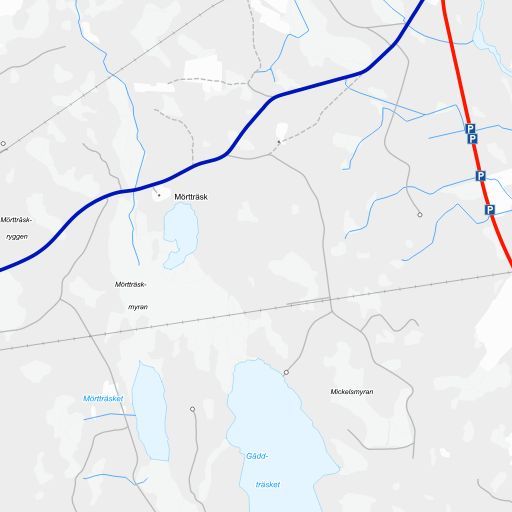 P
P
P
Mörtträsk
P
Mörtträsk-
ryggen
Mörtträsk-
myran
Mickelsmyran
Mörtträsket
Gädd-
träsket